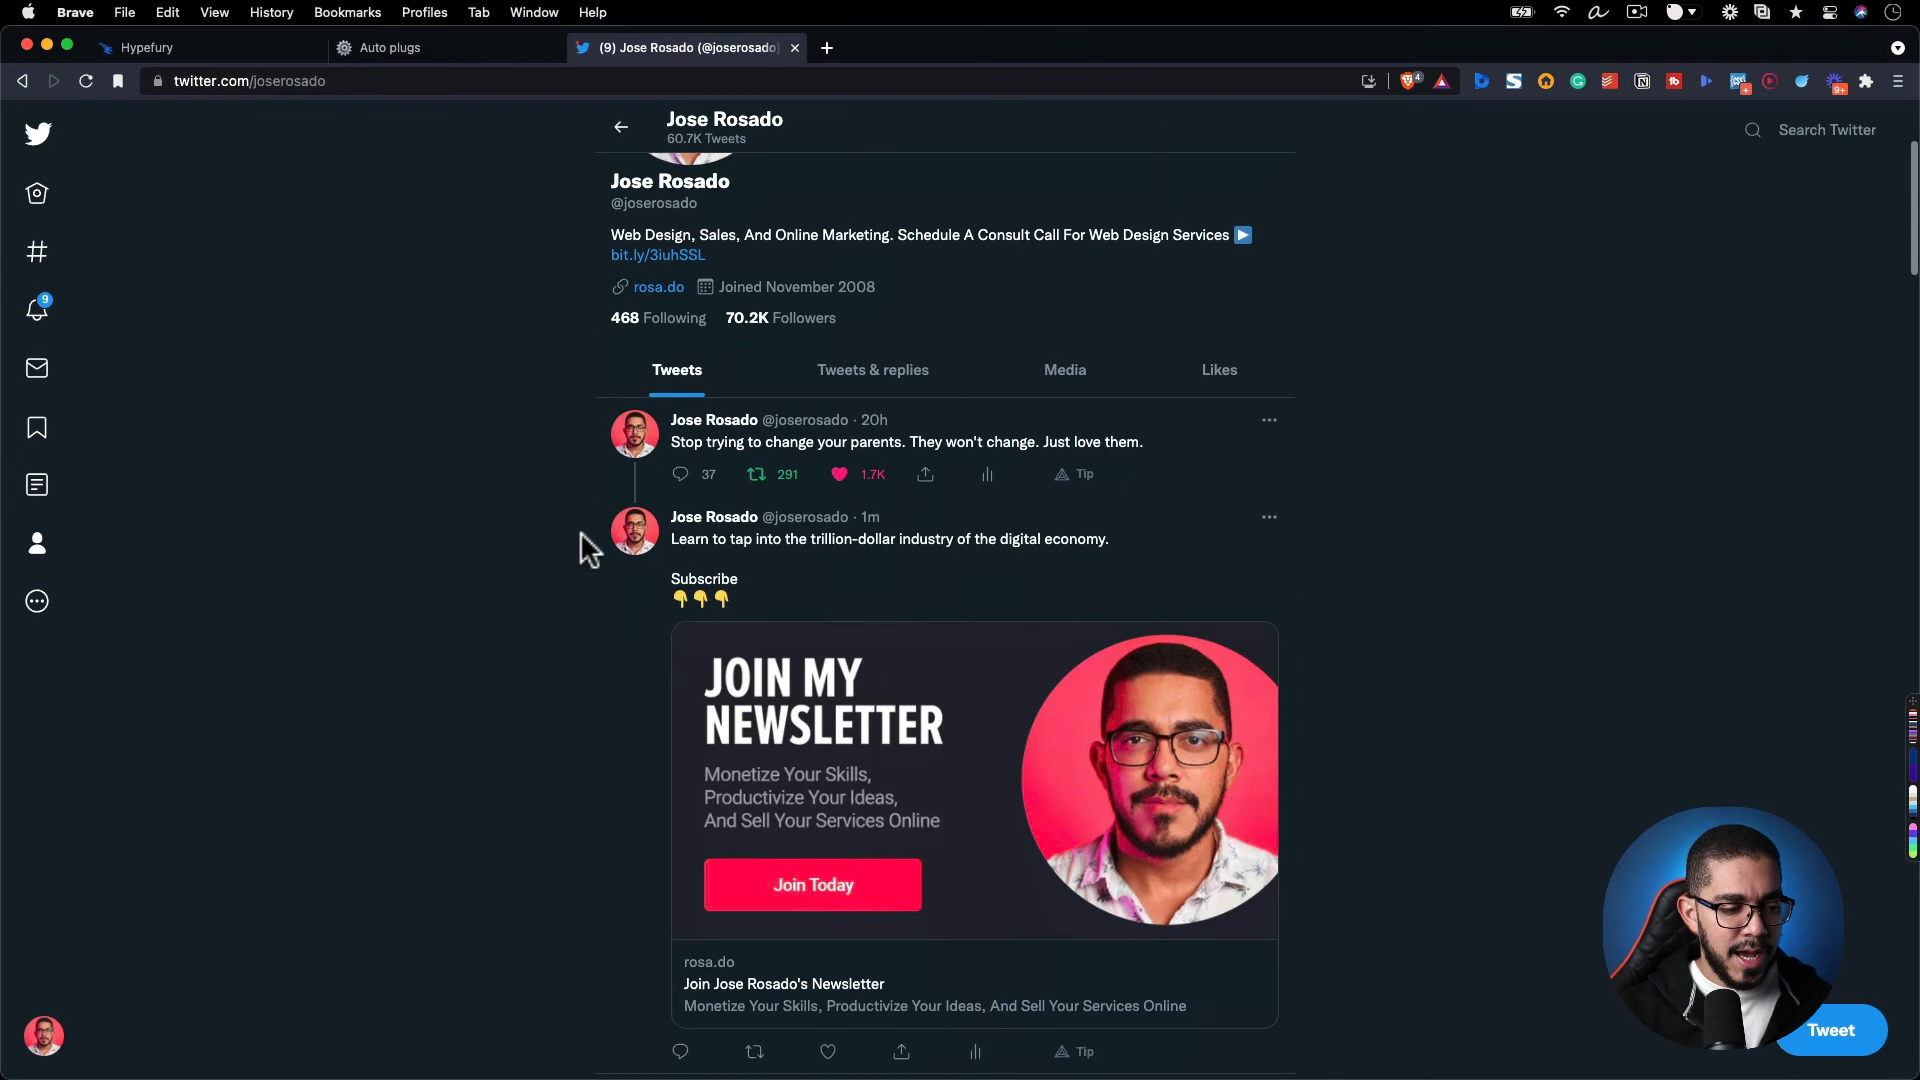 Brave File Edit View History Bookmarks Profiles Tab Window Help
Hypefury
Auto plugs
(9) Jose Rosado (@joserosado)
twitter.com/joserosado
4
9+
Jose Rosado
60.7K Tweets
Search Twitter
Jose Rosado
@joserosado
Web Design, Sales, And Online Marketing. Schedule A Consult Call For Web Design Services ▶
bit.ly/3iuhSSL
rosa.do Joined November 2008
468 Following 70.2K Followers
9
Tweets Tweets & replies Media Likes
Jose Rosado @joserosado · 20h
Stop trying to change your parents. They won't change. Just love them.
37 291 1.7K Tip
Jose Rosado @joserosado · 1m
Learn to tap into the trillion-dollar industry of the digital economy.
Subscribe
👇👇👇
JOIN MY
NEWSLETTER
Monetize Your Skills,
Productivize Your Ideas,
And Sell Your Services Online
Join Today
rosa.do
Join Jose Rosado's Newsletter
Monetize Your Skills, Productivize Your Ideas, And Sell Your Services Online
Tip
Tweet